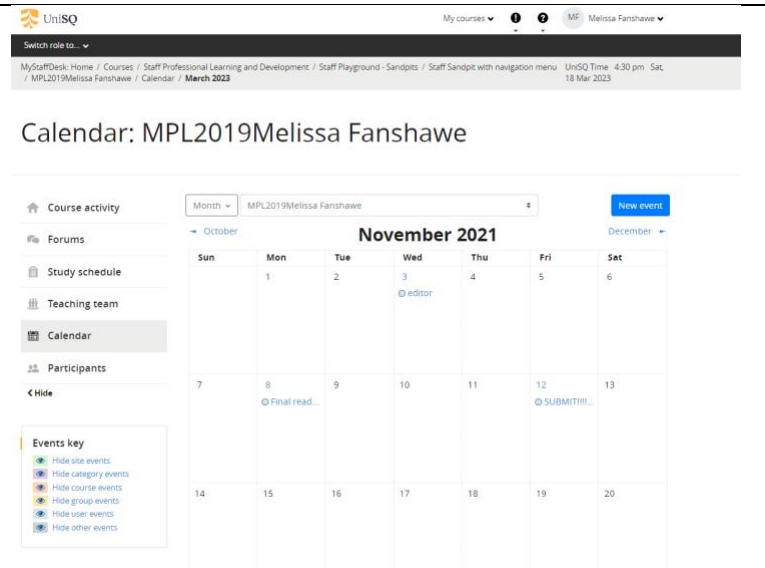 UniSQ
My courses
MF Melissa Fanshawe
Switch role to...
MyStaffDesk: Home / Courses / Staff Professional Learning and Development / Staff Playground - Sandpits / Staff Sandpit with navigation menu
/ MPL2019Melissa Fanshawe / Calendar / March 2023
UniSQ Time 4:30 pm Sat,
18 Mar 2023
Calendar: MPL2019Melissa Fanshawe
Course activity
Forums
Study schedule
Teaching team
Calendar
Participants
Hide
Events key
Hide site events
Hide category events
Hide course events
Hide group events
Hide user events
Hide other events
Month MPL2019Melissa Fanshawe New event
October November 2021 December
Sun Mon Tue Wed Thu Fri Sat
1 2 3 4 5 6
editor
7 8 9 10 11 12 13
Final read... SUBMIT!!!!...
14 15 16 17 18 19 20